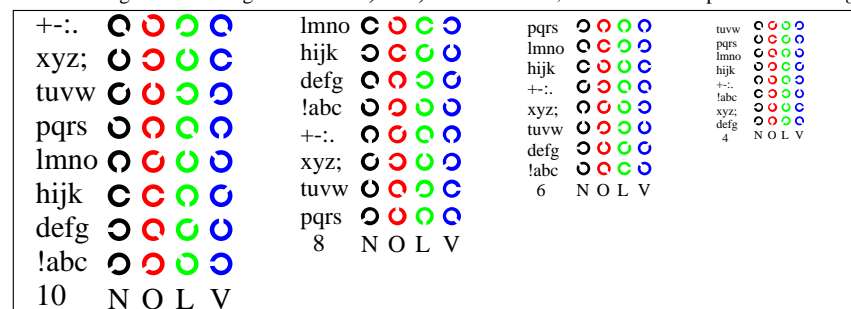 +-:.
xyz;
tuvw
pqrs
lmno
hijk
defg
!abc
10 N O L V
lmno
hijk
defg
!abc
+-:.
xyz;
tuvw
pqrs
8 N O L V
pqrs
lmno
hijk
+-:.
xyz;
tuvw
defg
!abc
6 N O L V
tuvw
pqrs
lmno
hijk
+-:.
!abc
xyz;
defg
4 N O L V